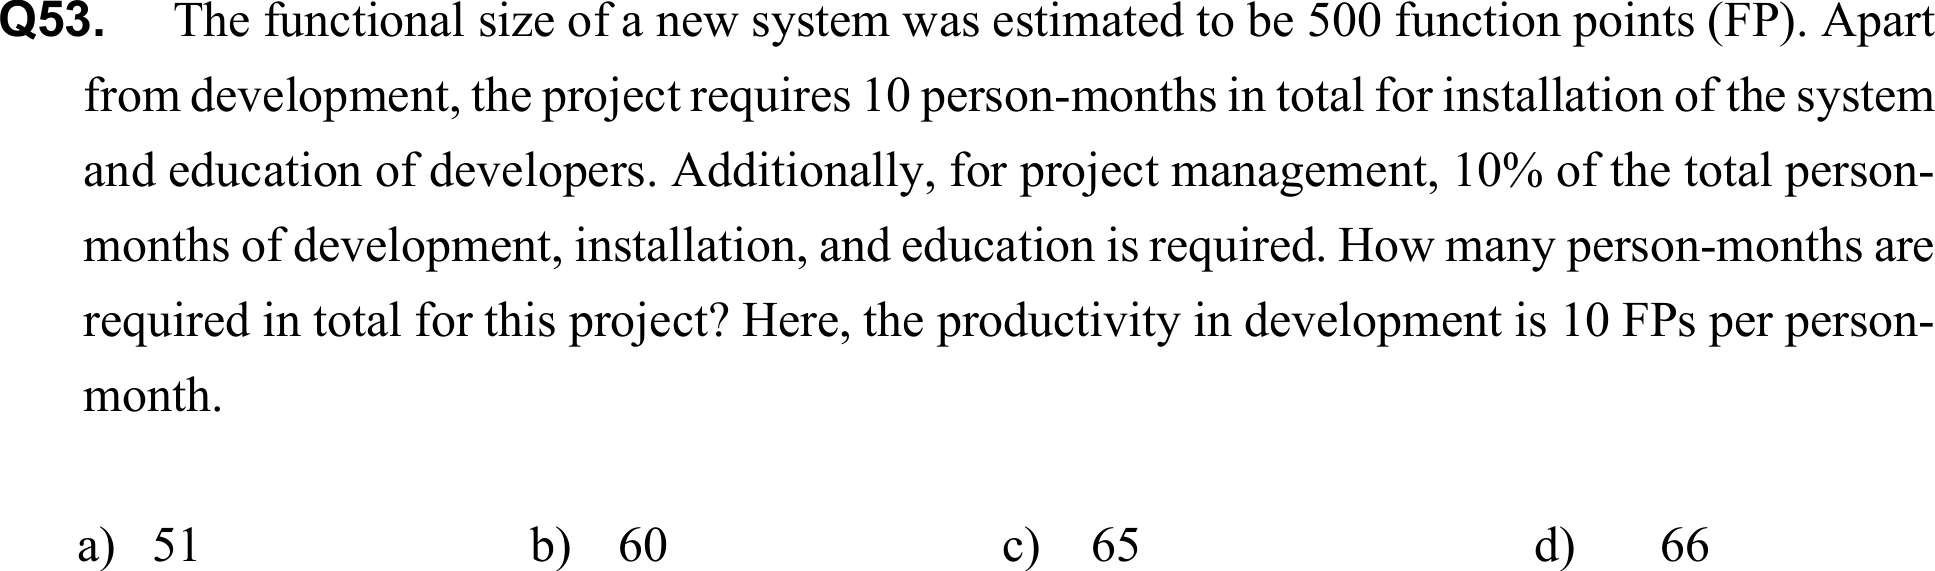 Q53. The functional size of a new system was estimated to be 500 function points (FP). Apart
from development, the project requires 10 person-months in total for installation of the system
and education of developers. Additionally, for project management, 10% of the total person-
months of development, installation, and education is required. How many person-months are
required in total for this project? Here, the productivity in development is 10 FPs per person-
month.
a) 51 b) 60 c) 65 d) 66